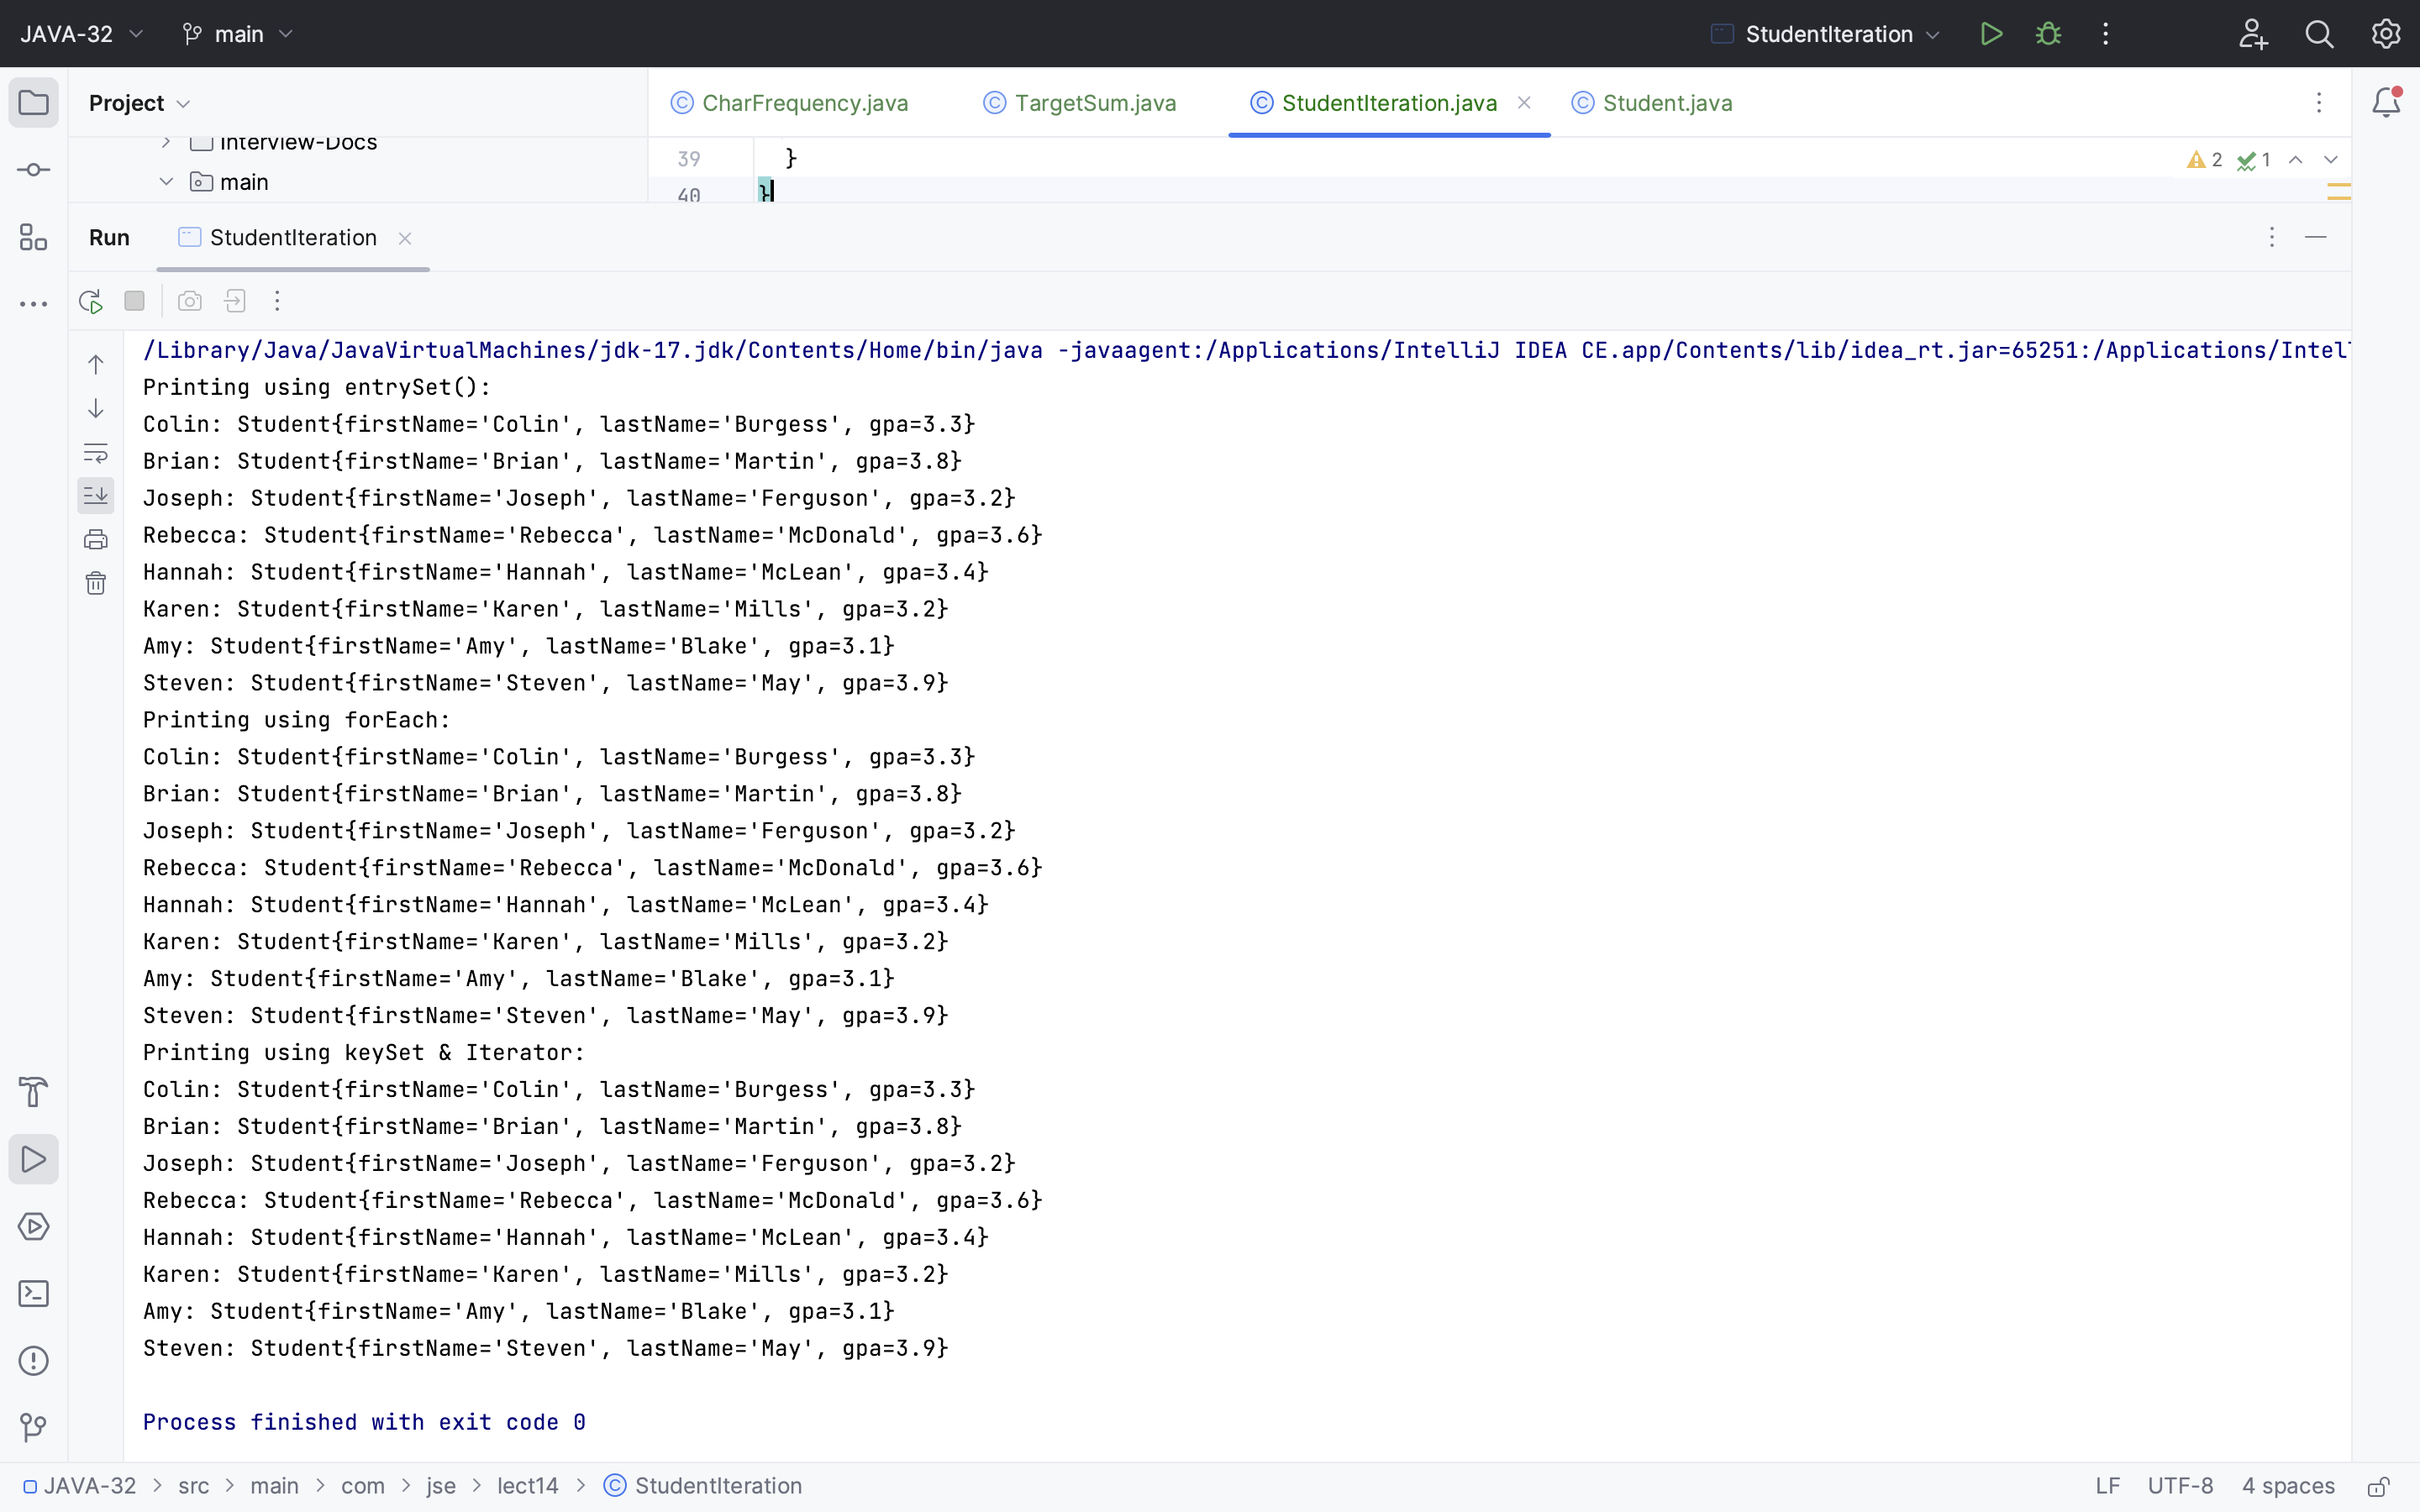 JAVA-32 main StudentIteration
Project CharFrequency.java TargetSum.java StudentIteration.java Student.java
Interview-Docs 39 } 2 1
main 40 }
Run StudentIteration
/Library/Java/JavaVirtualMachines/jdk-17.jdk/Contents/Home/bin/java -javaagent:/Applications/IntelliJ IDEA CE.app/Contents/lib/idea_rt.jar=65251:/Applications/Intel
Printing using entrySet():
Colin: Student{firstName='Colin', lastName='Burgess', gpa=3.3}
Brian: Student{firstName='Brian', lastName='Martin', gpa=3.8}
Joseph: Student{firstName='Joseph', lastName='Ferguson', gpa=3.2}
Rebecca: Student{firstName='Rebecca', lastName='McDonald', gpa=3.6}
Hannah: Student{firstName='Hannah', lastName='McLean', gpa=3.4}
Karen: Student{firstName='Karen', lastName='Mills', gpa=3.2}
Amy: Student{firstName='Amy', lastName='Blake', gpa=3.1}
Steven: Student{firstName='Steven', lastName='May', gpa=3.9}
Printing using forEach:
Colin: Student{firstName='Colin', lastName='Burgess', gpa=3.3}
Brian: Student{firstName='Brian', lastName='Martin', gpa=3.8}
Joseph: Student{firstName='Joseph', lastName='Ferguson', gpa=3.2}
Rebecca: Student{firstName='Rebecca', lastName='McDonald', gpa=3.6}
Hannah: Student{firstName='Hannah', lastName='McLean', gpa=3.4}
Karen: Student{firstName='Karen', lastName='Mills', gpa=3.2}
Amy: Student{firstName='Amy', lastName='Blake', gpa=3.1}
Steven: Student{firstName='Steven', lastName='May', gpa=3.9}
Printing using keySet & Iterator:
Colin: Student{firstName='Colin', lastName='Burgess', gpa=3.3}
Brian: Student{firstName='Brian', lastName='Martin', gpa=3.8}
Joseph: Student{firstName='Joseph', lastName='Ferguson', gpa=3.2}
Rebecca: Student{firstName='Rebecca', lastName='McDonald', gpa=3.6}
Hannah: Student{firstName='Hannah', lastName='McLean', gpa=3.4}
Karen: Student{firstName='Karen', lastName='Mills', gpa=3.2}
Amy: Student{firstName='Amy', lastName='Blake', gpa=3.1}
Steven: Student{firstName='Steven', lastName='May', gpa=3.9}
Process finished with exit code 0
JAVA-32 > src > main > com > jse > lect14 > StudentIteration LF UTF-8 4 spaces